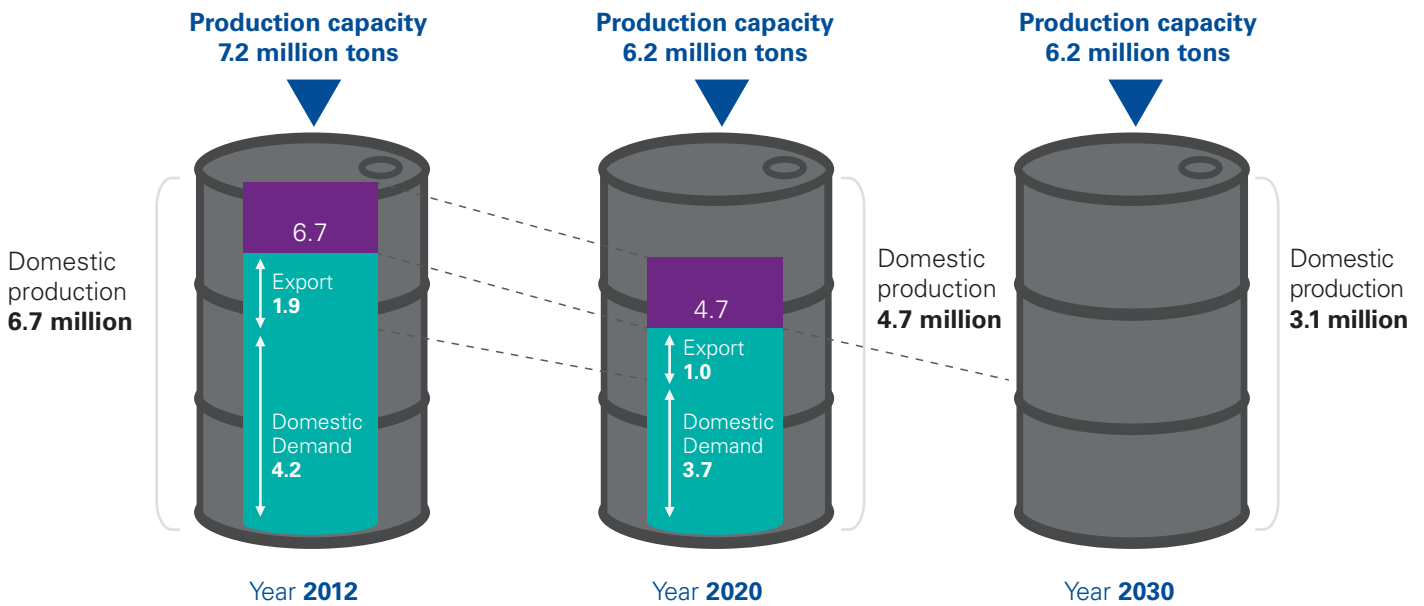 Production capacity
7.2 million tons
Production capacity
6.2 million tons
Production capacity
6.2 million tons
Domestic
production
6.7 million
6.7
Export
1.9
Domestic
Demand
4.2
4.7
Export
1.0
Domestic
Demand
3.7
Domestic
production
4.7 million
Domestic
production
3.1 million
Year 2012
Year 2020
Year 2030